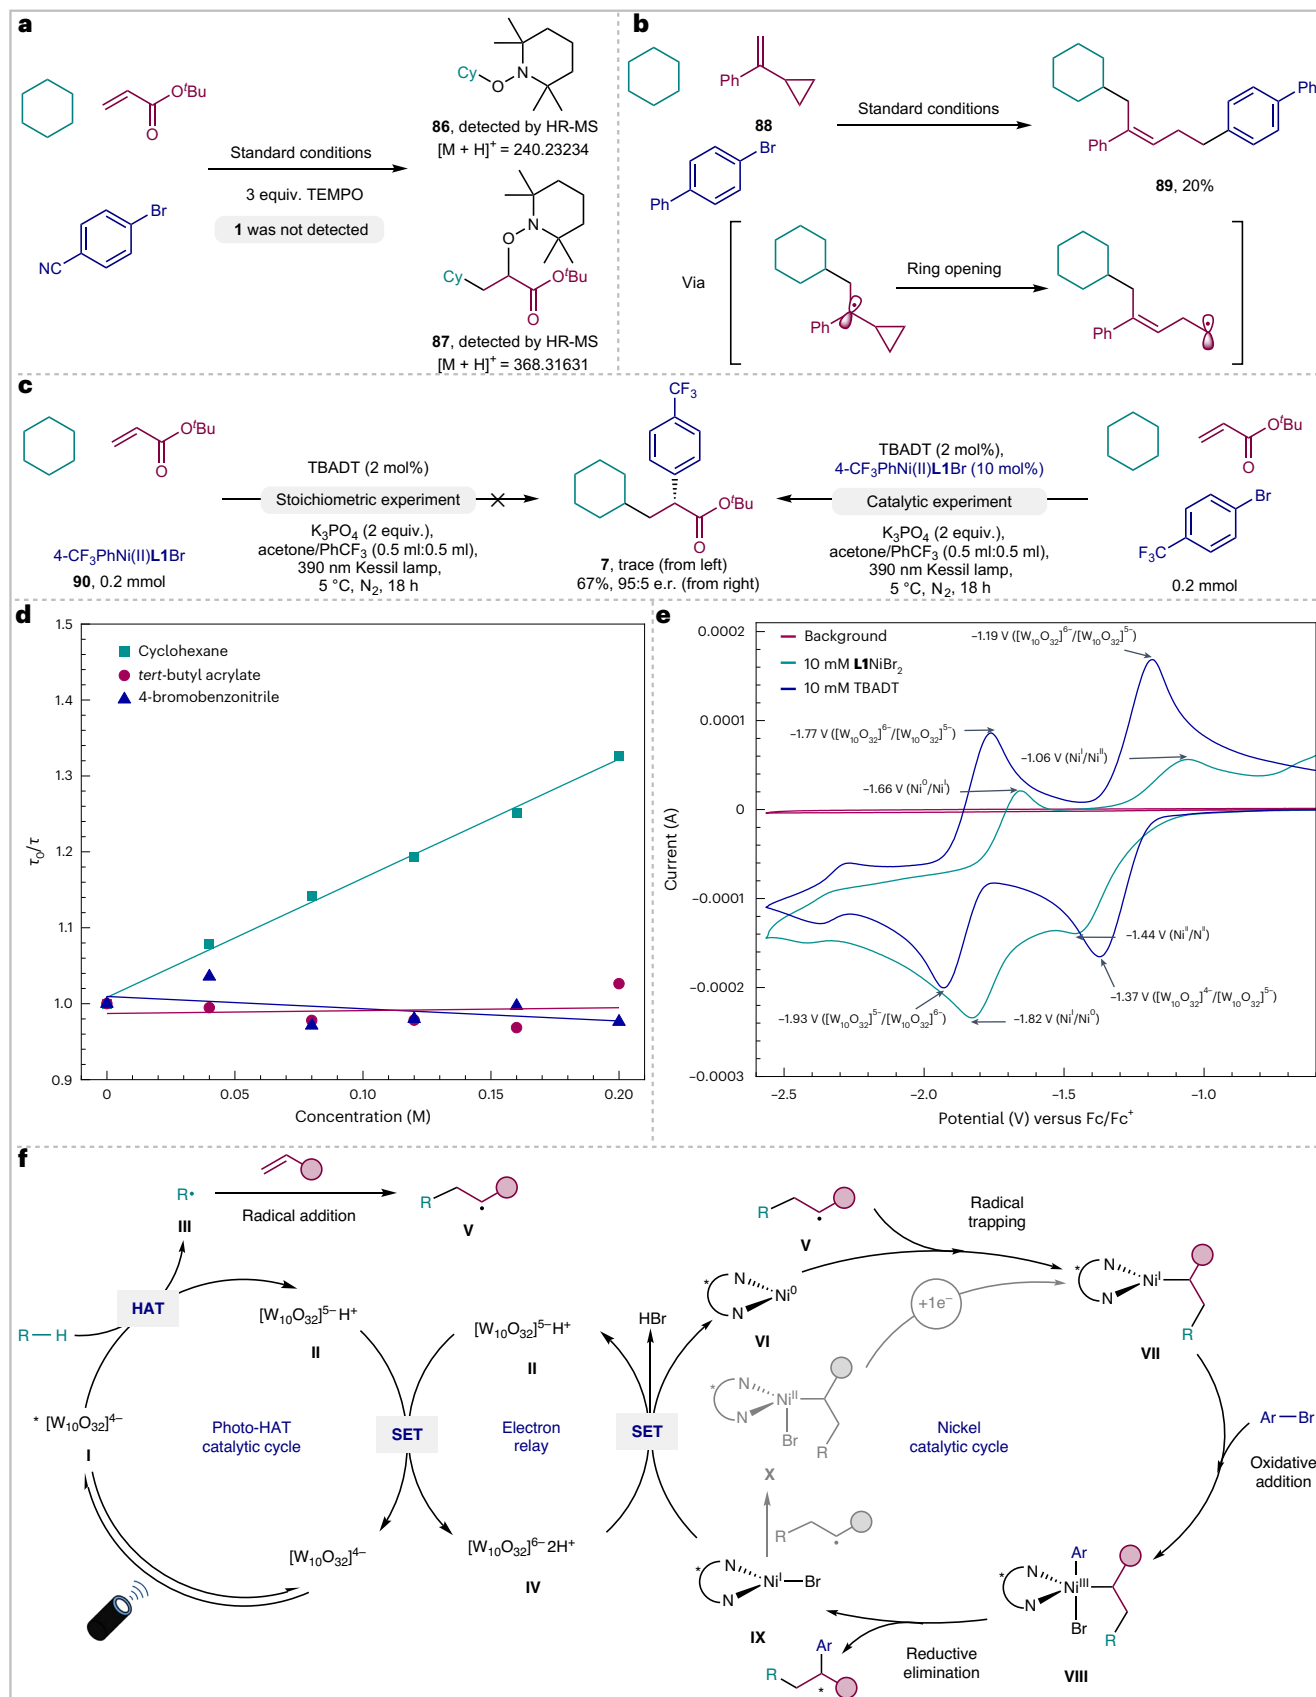 a
O
t
Bu
O
Br
NC
Standard conditions
3 equiv. TEMPO
1 was not detected
Cy
O
N
86, detected by HR-MS
[M + H]⁺ = 240.23234
N
O
Cy
OᵗBu
O
87, detected by HR-MS
[M + H]⁺ = 368.31631
b
Ph
88
Br
Ph
Standard conditions
Ph
Ph
89, 20%
Via
Ph
Ring opening
Ph
c
OᵗBu
O
4-CF₃PhNi(II)L1Br
90, 0.2 mmol
TBADT (2 mol%)
Stoichiometric experiment
K₃PO₄ (2 equiv.),
acetone/PhCF₃ (0.5 ml:0.5 ml),
390 nm Kessil lamp,
5 °C, N₂, 18 h
CF₃
OᵗBu
O
7, trace (from left)
67%, 95:5 e.r. (from right)
TBADT (2 mol%),
4-CF₃PhNi(II)L1Br (10 mol%)
Catalytic experiment
K₃PO₄ (2 equiv.),
acetone/PhCF₃ (0.5 ml:0.5 ml),
390 nm Kessil lamp,
5 °C, N₂, 18 h
OᵗBu
O
Br
F₃C
0.2 mmol
d
1.5
1.4
1.3
1.2
1.1
1.0
0.9
τ₀/τ
Cyclohexane
tert-butyl acrylate
4-bromobenzonitrile
0
0.05
0.10
0.15
0.20
Concentration (M)
e
0.0002
0.0001
0
−0.0001
−0.0002
−0.0003
Current (A)
Background
10 mM L1NiBr₂
10 mM TBADT
−1.19 V ([W₁₀O₃₂]⁶⁻/[W₁₀O₃₂]⁵⁻)
−1.77 V ([W₁₀O₃₂]⁶⁻/[W₁₀O₃₂]⁵⁻)
−1.06 V (Niᴵ/Niᴵᴵ)
−1.66 V (Ni⁰/Niᴵ)
−1.44 V (Niᴵᴵ/Nᴵᴵ)
−1.37 V ([W₁₀O₃₂]⁴⁻/[W₁₀O₃₂]⁵⁻)
−1.93 V ([W₁₀O₃₂]⁵⁻/[W₁₀O₃₂]⁶⁻)
−1.82 V (Niᴵ/Ni⁰)
−2.5
−2.0
−1.5
−1.0
Potential (V) versus Fc/Fc⁺
f
R•
III
Radical addition
R
V
HAT
R—H
[W₁₀O₃₂]⁵⁻H⁺
II
* [W₁₀O₃₂]⁴⁻
I
Photo-HAT
catalytic cycle
SET
[W₁₀O₃₂]⁴⁻
[W₁₀O₃₂]⁵⁻H⁺
II
Electron
relay
[W₁₀O₃₂]⁶⁻2H⁺
IV
HBr
SET
R
V
Radical
trapping
*
N
N
Ni⁰
VI
+1e⁻
*
N
N
Niᴵ
R
VII
*
N
N
Niᴵᴵ
Br
R
X
Nickel
catalytic cycle
R
Ar—Br
Oxidative
addition
*
N
N
Niᴵ—Br
IX
Ar
*
N
N
Niᴵᴵᴵ
Br
R
VIII
Reductive
elimination
Ar
R
*